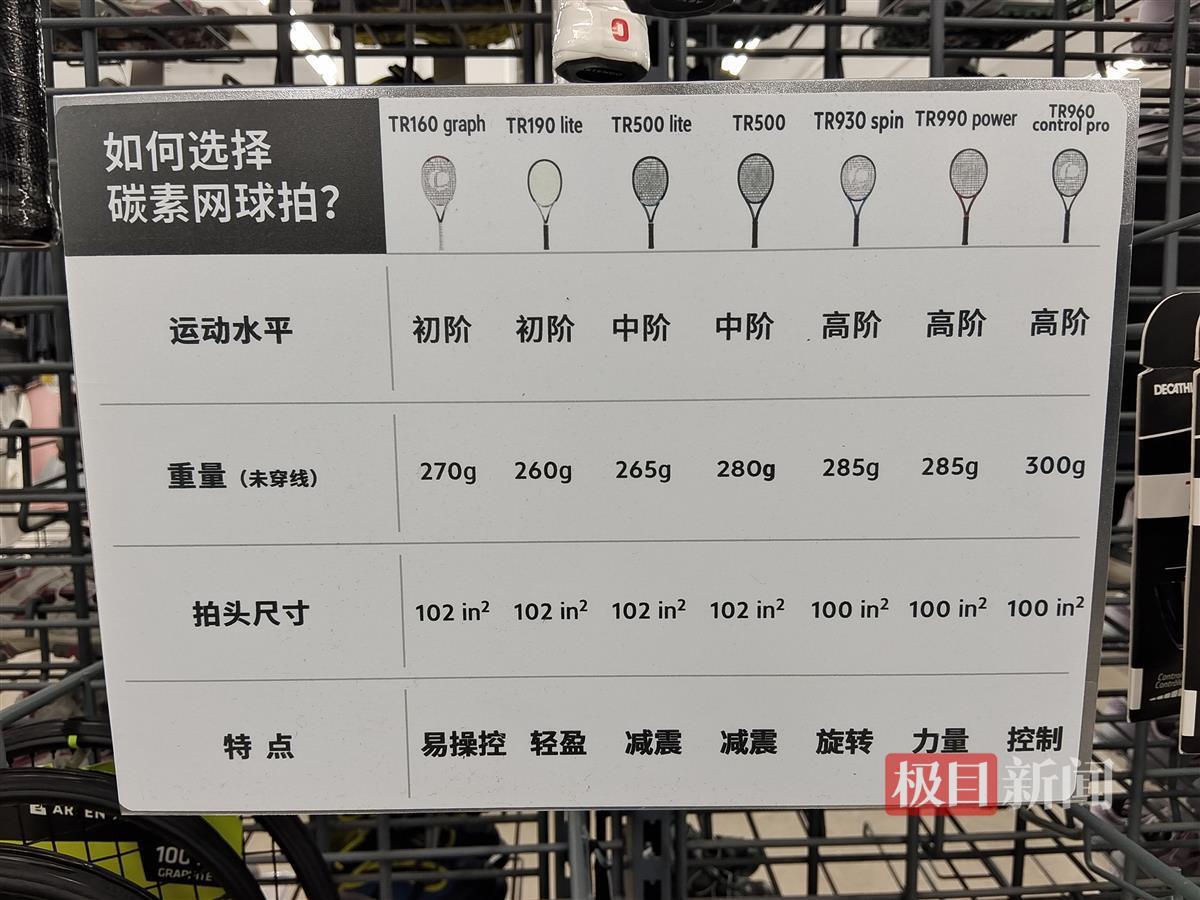 如何选择
碳素网球拍?
TR160 graph TR190 lite TR500 lite TR500 TR930 spin TR990 power TR960 control pro
运动水平 初阶 初阶 中阶 中阶 高阶 高阶 高阶
重量(未穿线) 270g 260g 265g 280g 285g 285g 300g
拍头尺寸 102 in² 102 in² 102 in² 102 in² 100 in² 100 in² 100 in²
特点 易操控 轻盈 减震 减震 旋转 力量 控制
极目新闻
DECATHL
Control
GRAPHITE